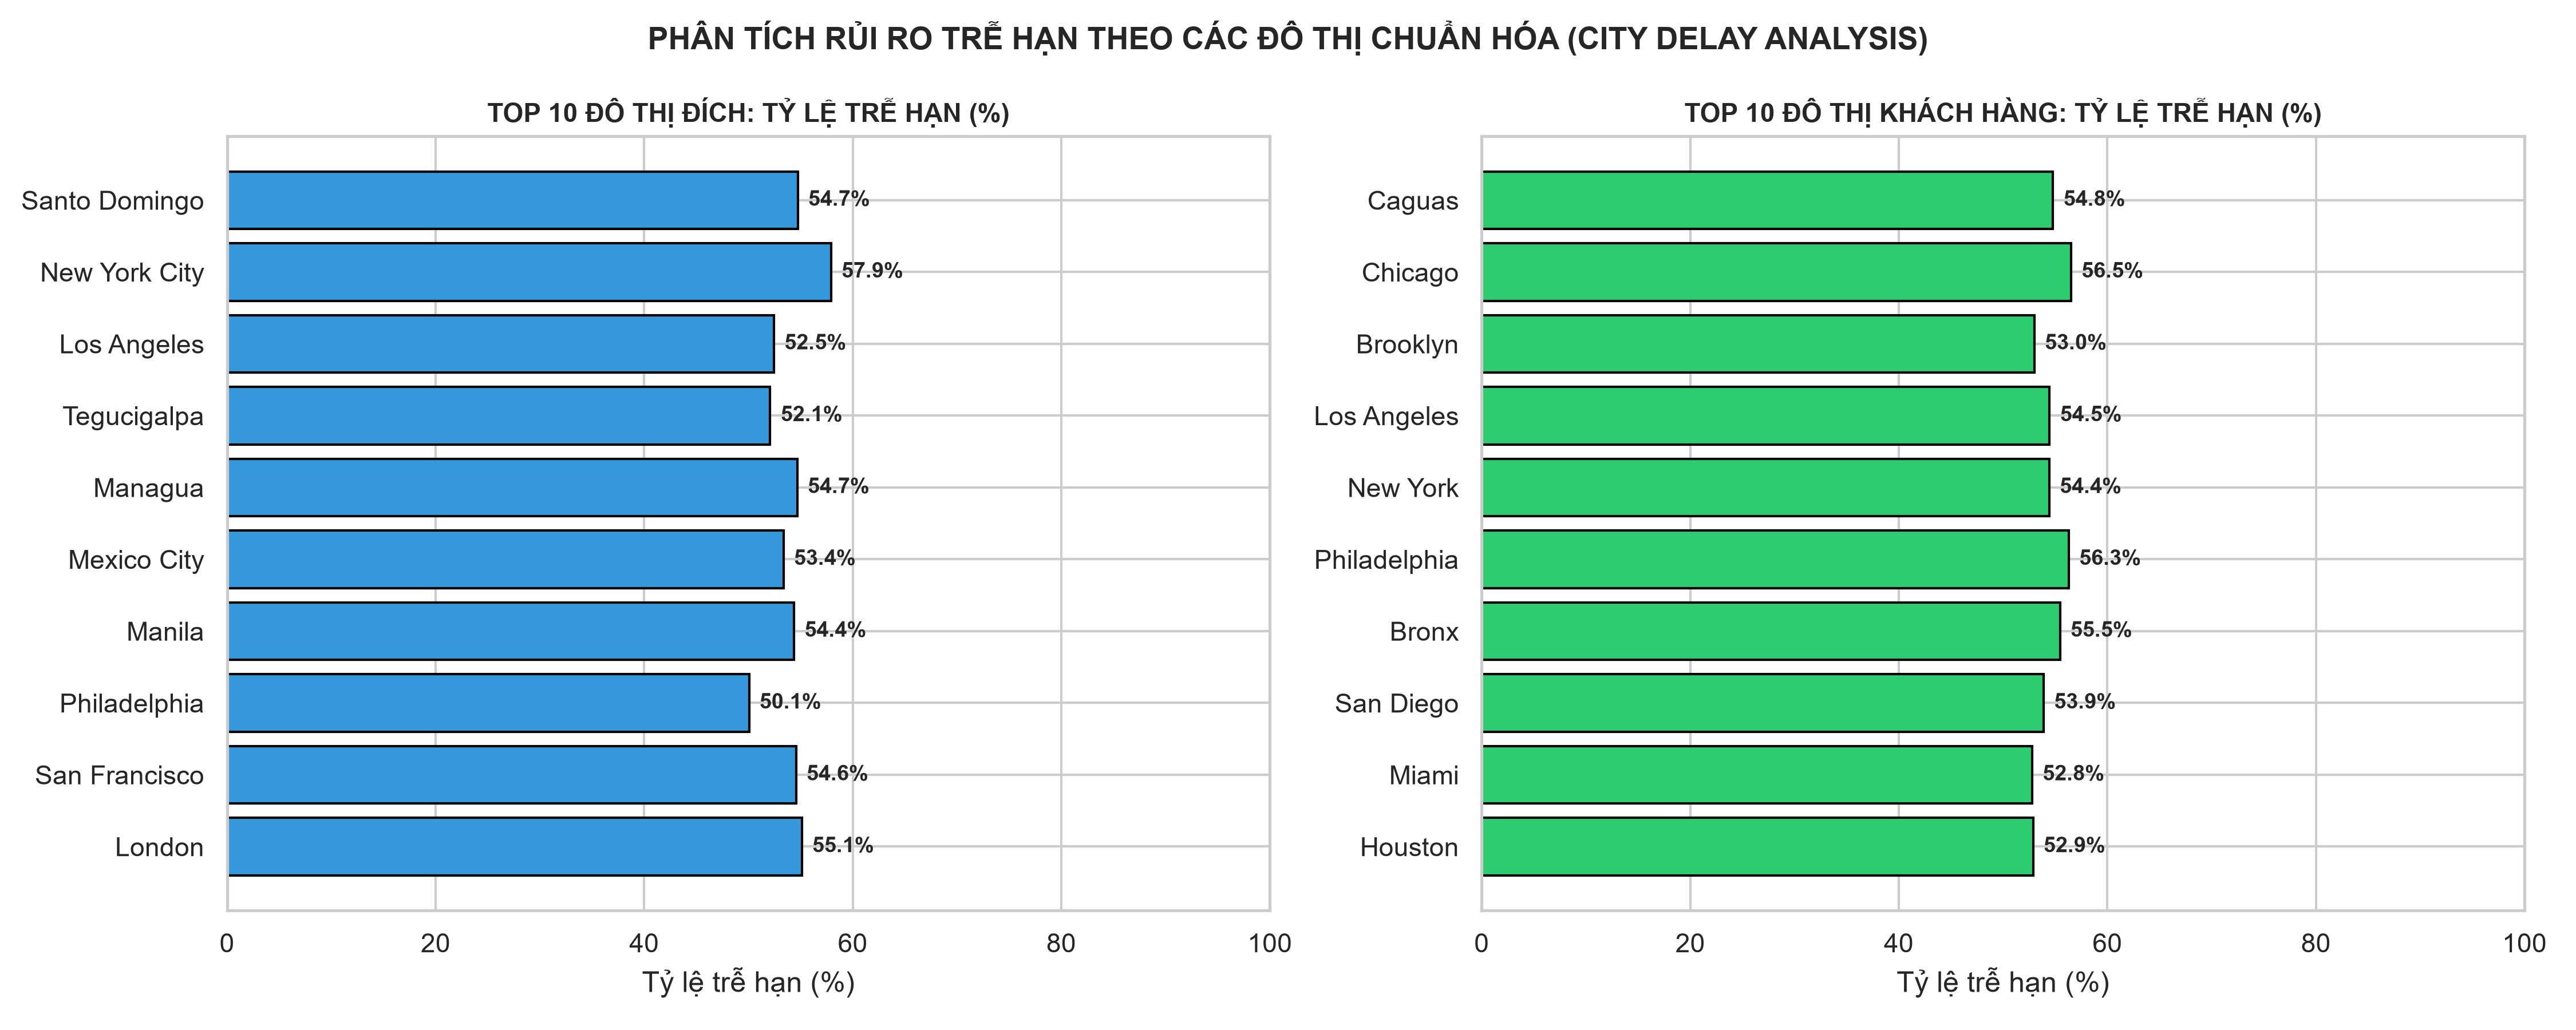 PHÂN TÍCH RỦI RO TRỄ HẠN THEO CÁC ĐÔ THỊ CHUẨN HÓA (CITY DELAY ANALYSIS)
TOP 10 ĐÔ THỊ ĐÍCH: TỶ LỆ TRỄ HẠN (%)
Santo Domingo 54.7%
New York City 57.9%
Los Angeles 52.5%
Tegucigalpa 52.1%
Managua 54.7%
Mexico City 53.4%
Manila 54.4%
Philadelphia 50.1%
San Francisco 54.6%
London 55.1%
0 20 40 60 80 100
Tỷ lệ trễ hạn (%)
TOP 10 ĐÔ THỊ KHÁCH HÀNG: TỶ LỆ TRỄ HẠN (%)
Caguas 54.8%
Chicago 56.5%
Brooklyn 53.0%
Los Angeles 54.5%
New York 54.4%
Philadelphia 56.3%
Bronx 55.5%
San Diego 53.9%
Miami 52.8%
Houston 52.9%
0 20 40 60 80 100
Tỷ lệ trễ hạn (%)